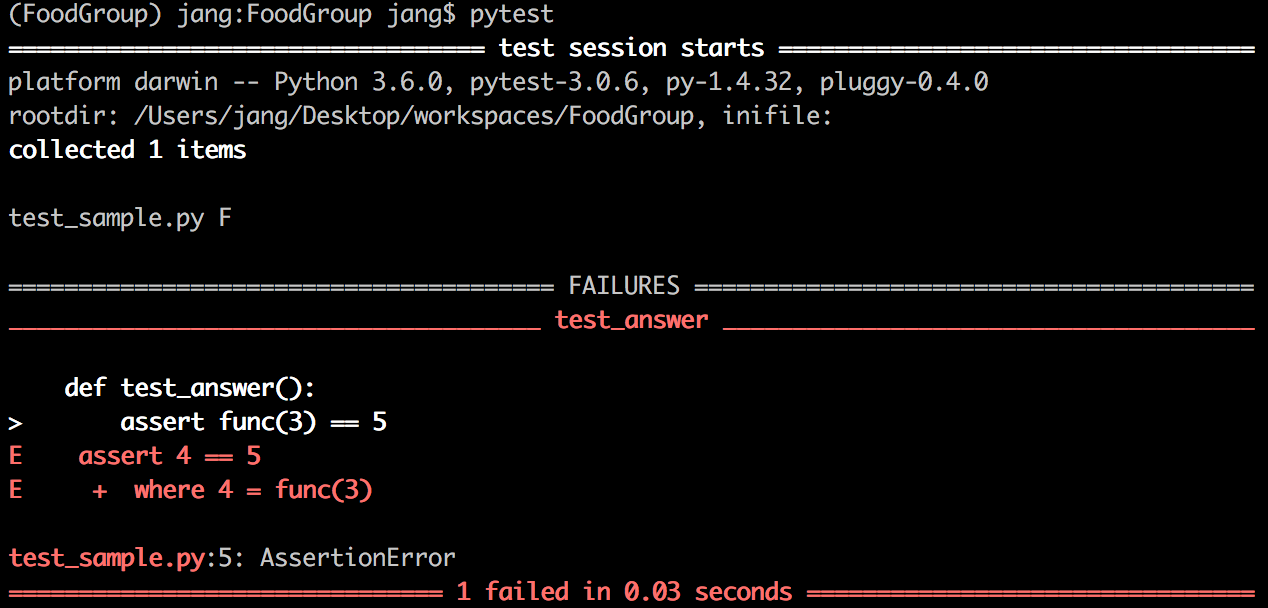 (FoodGroup) jang:FoodGroup jang$ pytest
================================== test session starts ==================================
platform darwin -- Python 3.6.0, pytest-3.0.6, py-1.4.32, pluggy-0.4.0
rootdir: /Users/jang/Desktop/workspaces/FoodGroup, inifile:
collected 1 items

test_sample.py F

======================================= FAILURES ========================================
______________________________________ test_answer ______________________________________

    def test_answer():
>       assert func(3) == 5
E    assert 4 == 5
E     +  where 4 = func(3)

test_sample.py:5: AssertionError
=============================== 1 failed in 0.03 seconds ================================